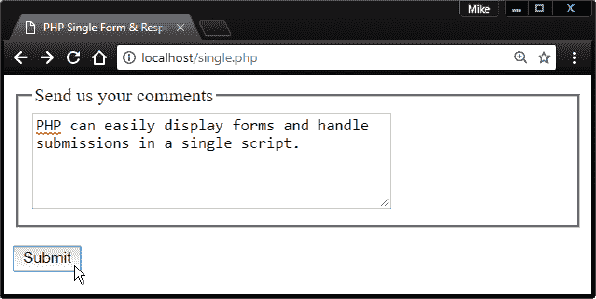 Mike
PHP Single Form & Resp
localhost/single.php
Send us your comments
PHP can easily display forms and handle
submissions in a single script.
Submit